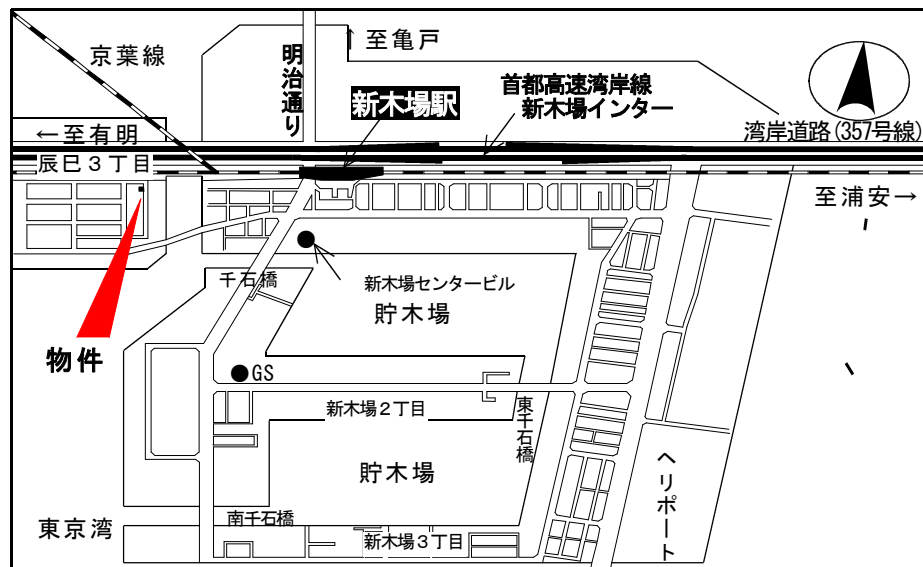 京葉線
明治通り
↑至亀戸
首都高速湾岸線
新木場インター
新木場駅
湾岸道路(357号線)
←至有明
辰巳3丁目
至浦安→
千石橋
新木場センタービル
貯木場
物件
GS
新木場2丁目
東千石橋
貯木場
ヘリポート
東京湾
南千石橋
新木場3丁目